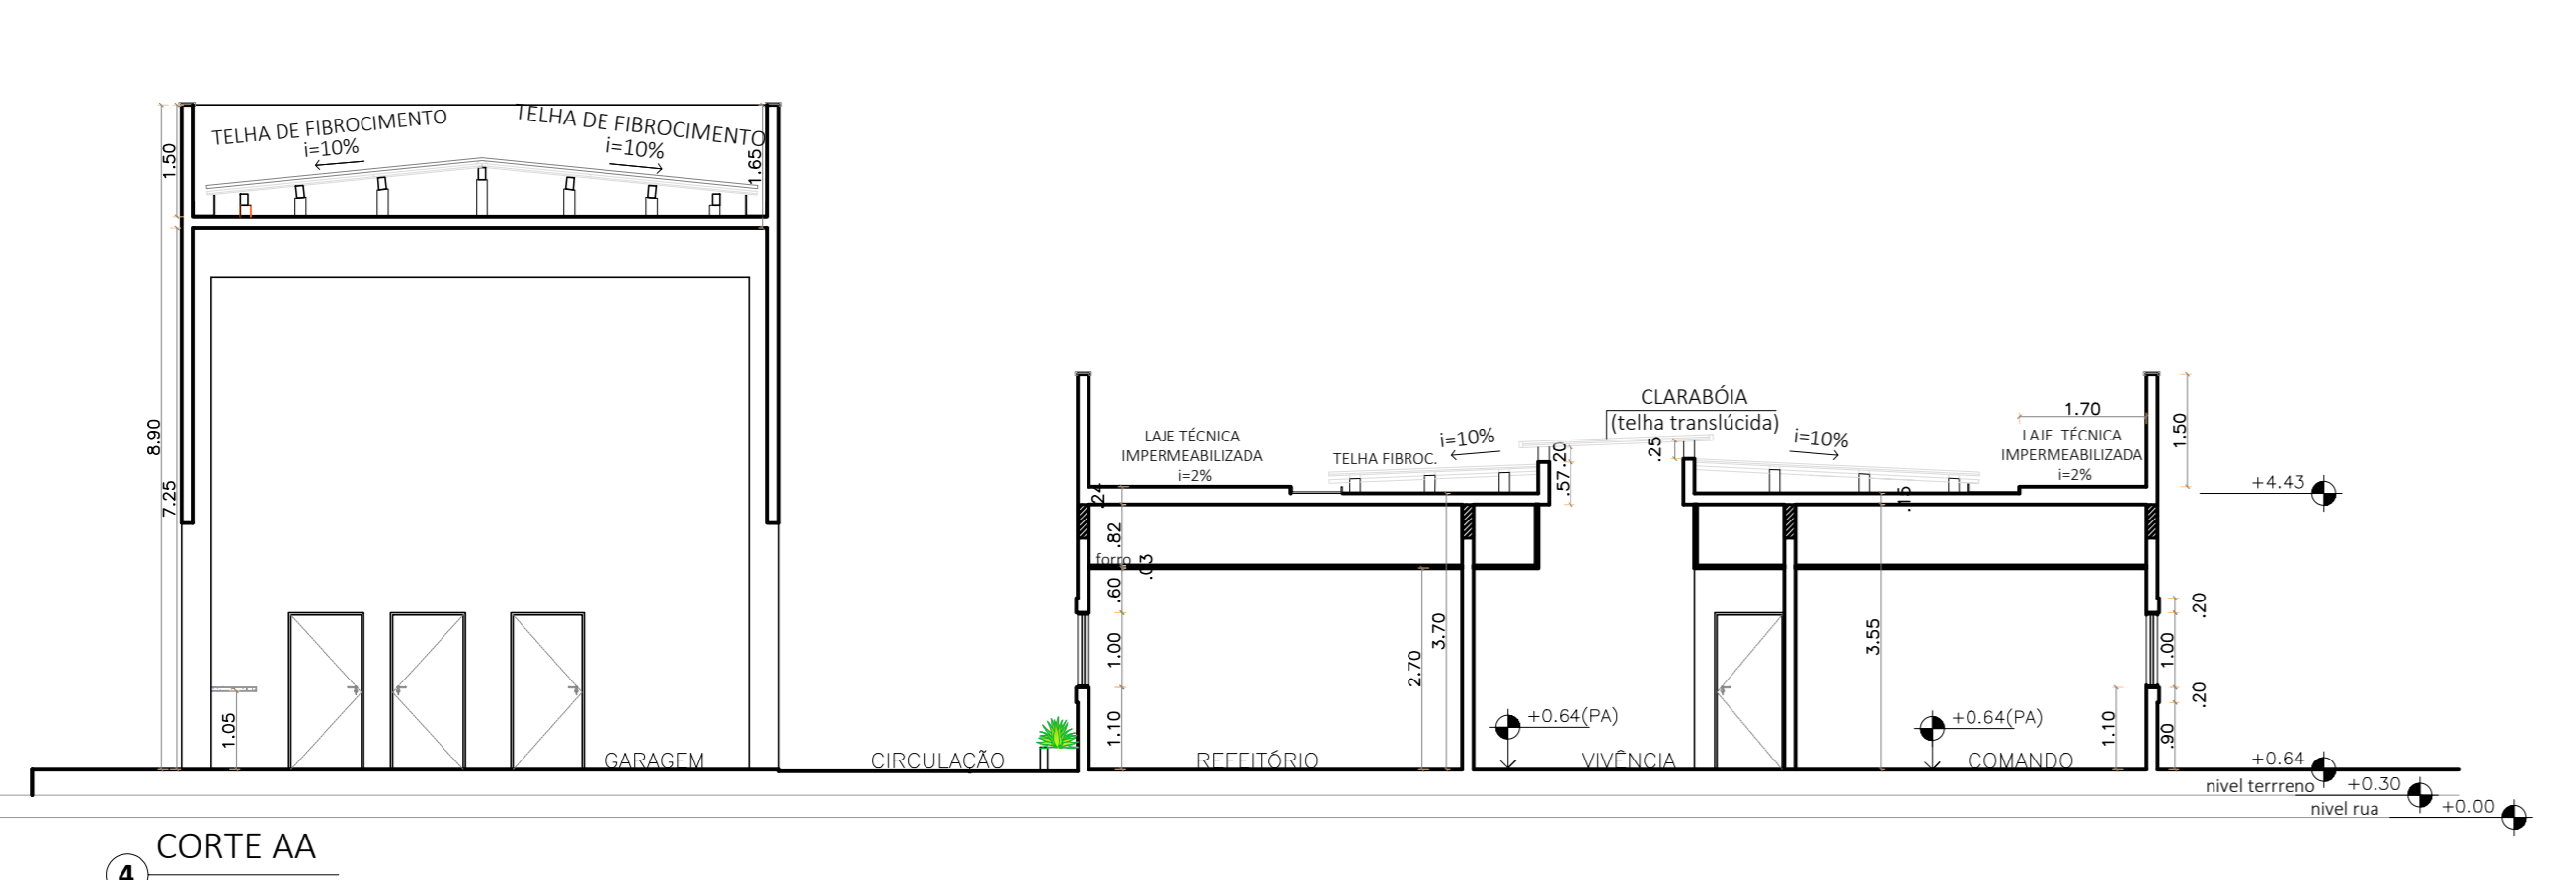 TELHA DE FIBROCIMENTO
i=10%
TELHA DE FIBROCIMENTO
i=10%
1.50
1.65
8.90
7.25
1.05
GARAGEM
CIRCULAÇÃO
LAJE TÉCNICA
IMPERMEABILIZADA
i=2%
TELHA FIBROC.
i=10%
CLARABÓIA
(telha translúcida)
.20
.57
.25
i=10%
1.70
LAJE TÉCNICA
IMPERMEABILIZADA
i=2%
1.50
+4.43
.24
.82
forro
.03
.60
1.00
1.10
2.70
3.70
.15
3.55
REFEITÓRIO
+0.64(PA)
VIVÊNCIA
+0.64(PA)
COMANDO
1.10
.20
1.00
.20
.90
+0.64
nivel terrreno
+0.30
nivel rua
+0.00
CORTE AA
4